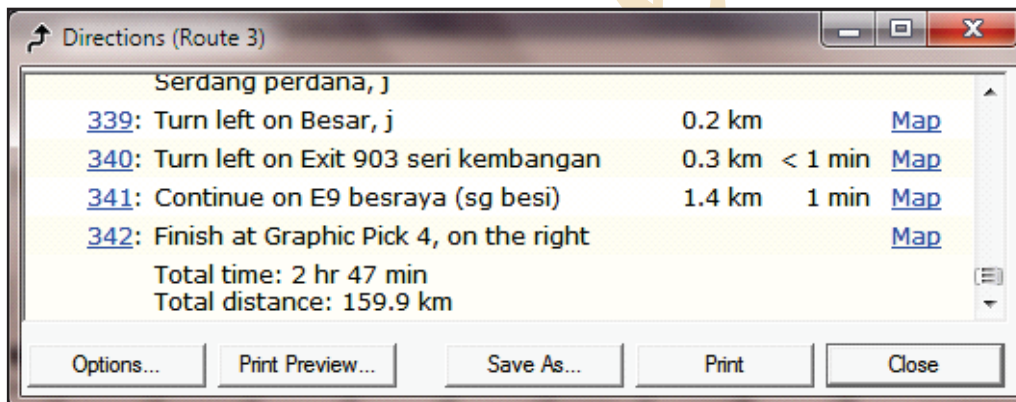 Directions (Route 3)
Serdang perdana, j
339: Turn left on Besar, j 0.2 km Map
340: Turn left on Exit 903 seri kembangan 0.3 km < 1 min Map
341: Continue on E9 besraya (sg besi) 1.4 km 1 min Map
342: Finish at Graphic Pick 4, on the right Map
Total time: 2 hr 47 min
Total distance: 159.9 km
Options... Print Preview... Save As... Print Close